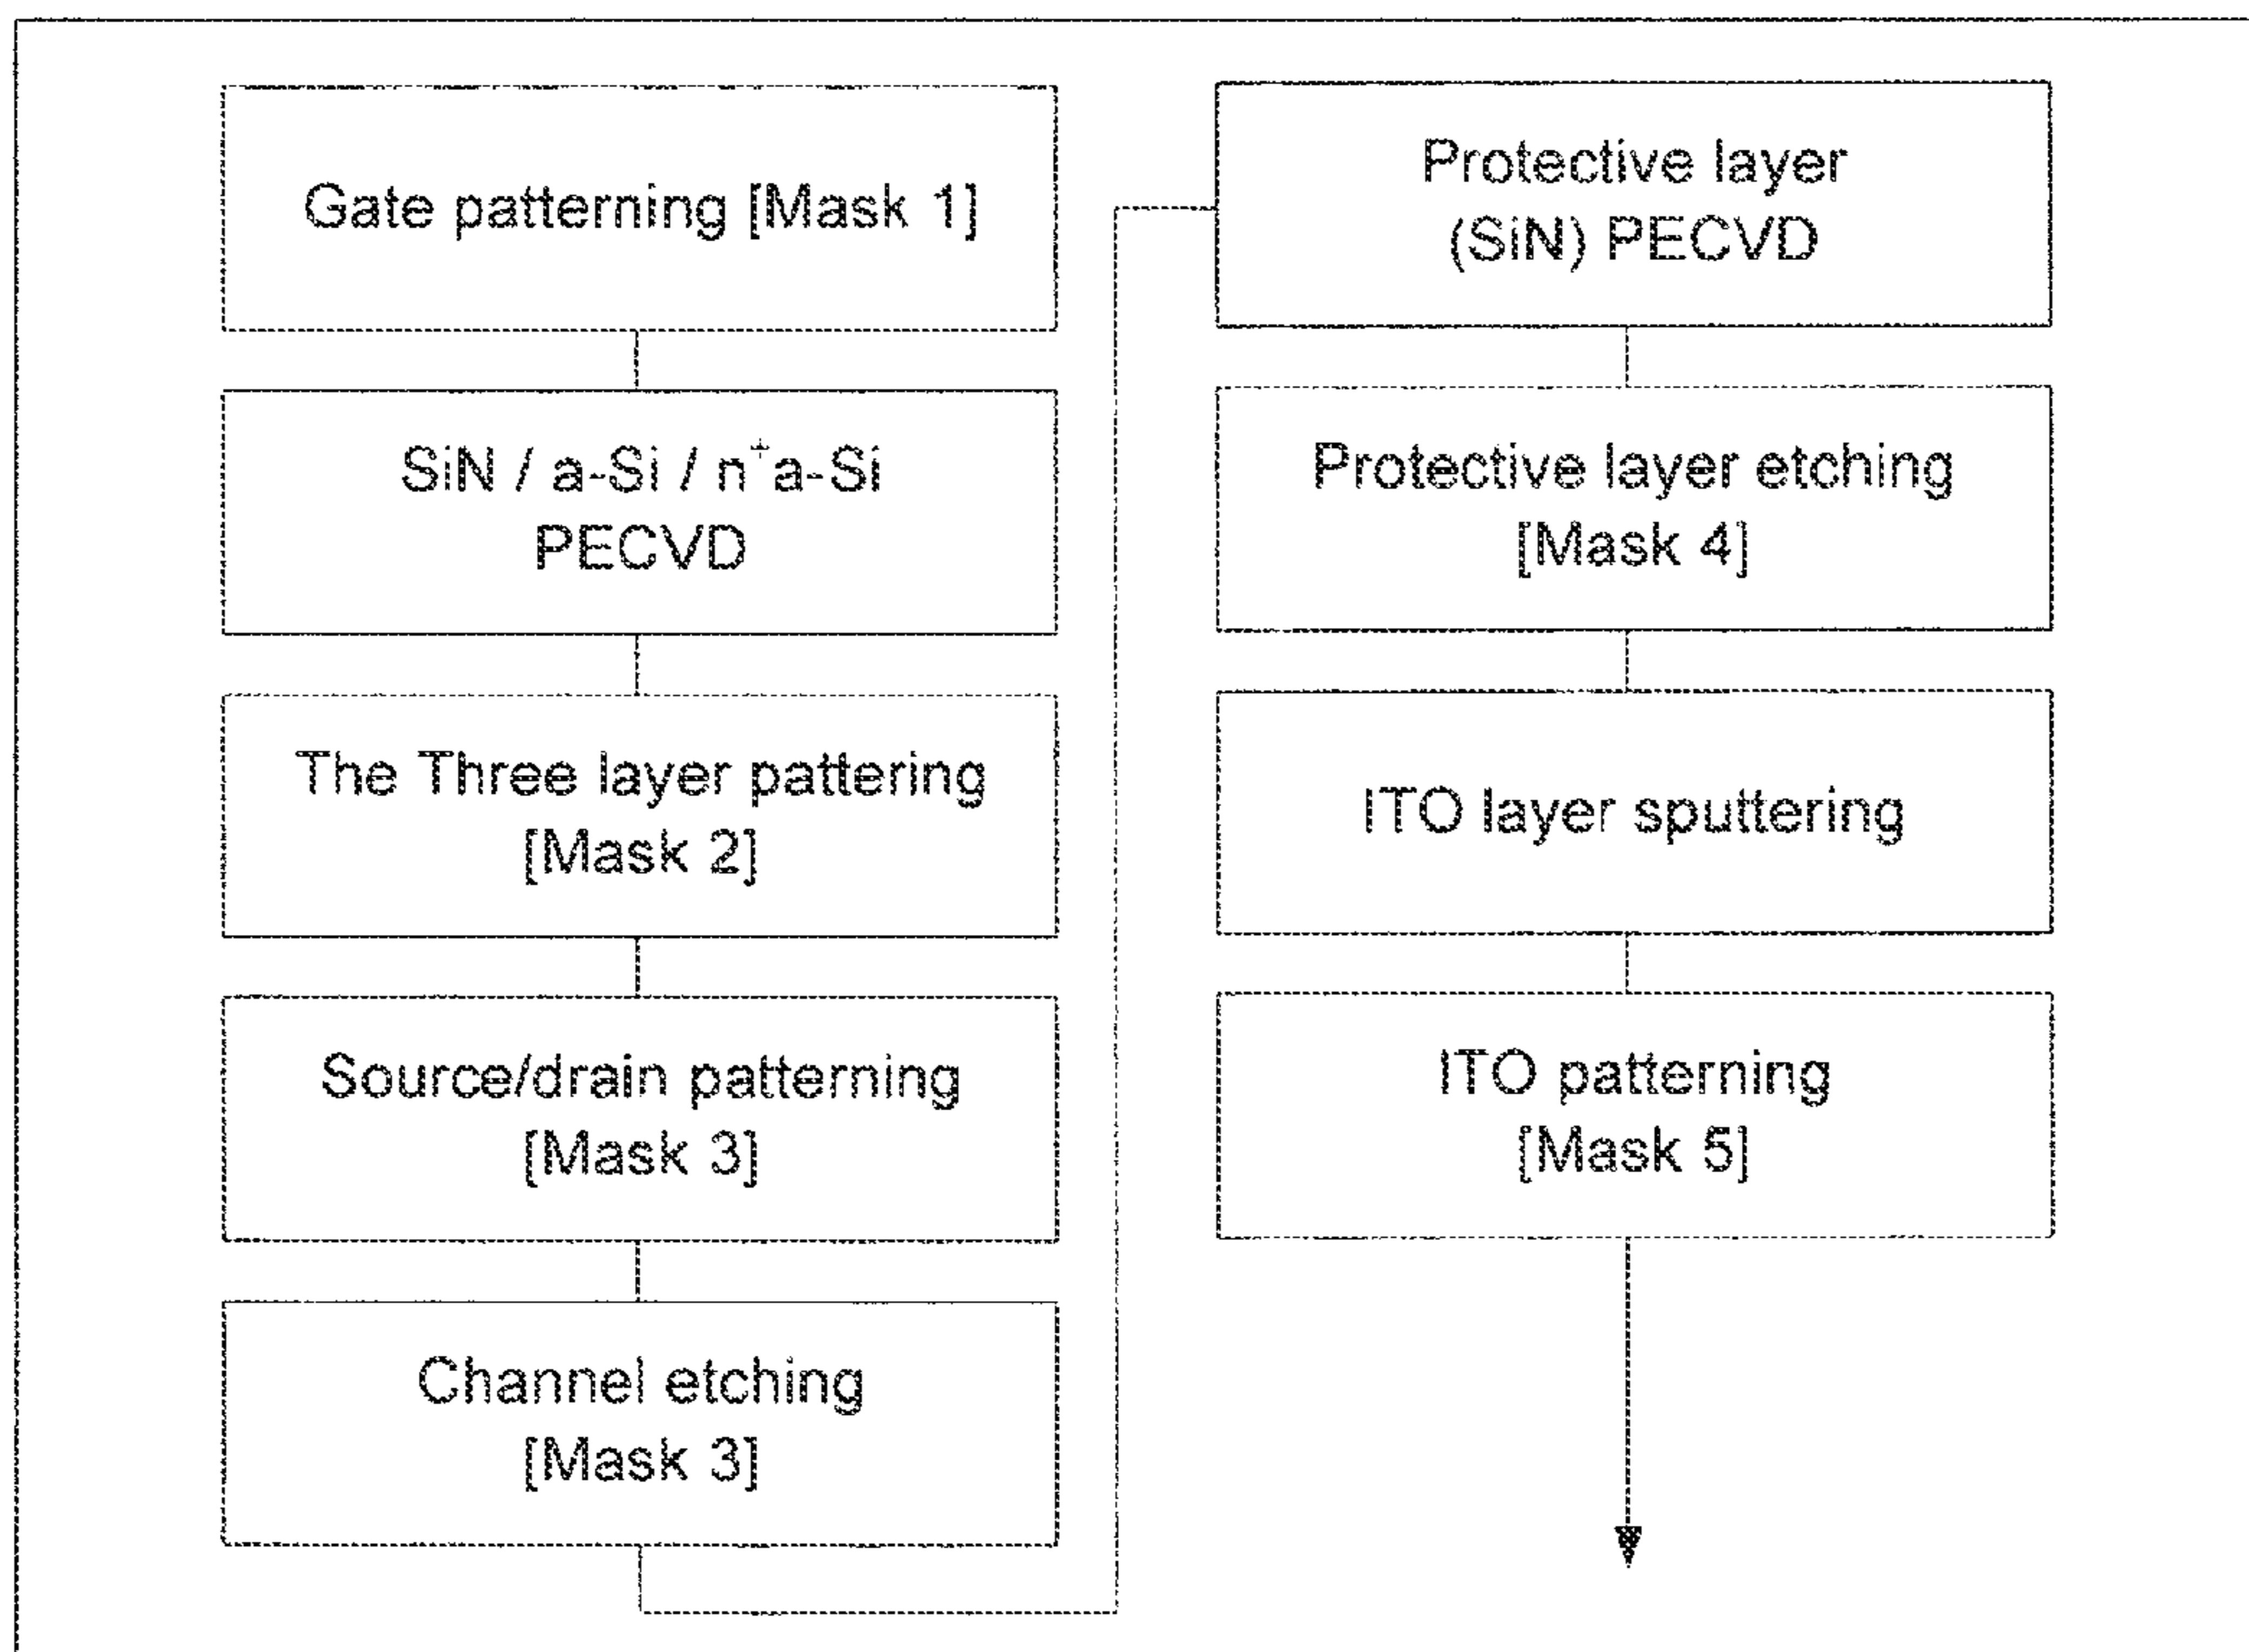 Gate patterning [Mask 1]
SiN / a-Si / n⁺a-Si
PECVD
The Three layer pattering
[Mask 2]
Source/drain patterning
[Mask 3]
Channel etching
[Mask 3]
Protective layer
(SiN) PECVD
Protective layer etching
[Mask 4]
ITO layer sputtering
ITO patterning
[Mask 5]